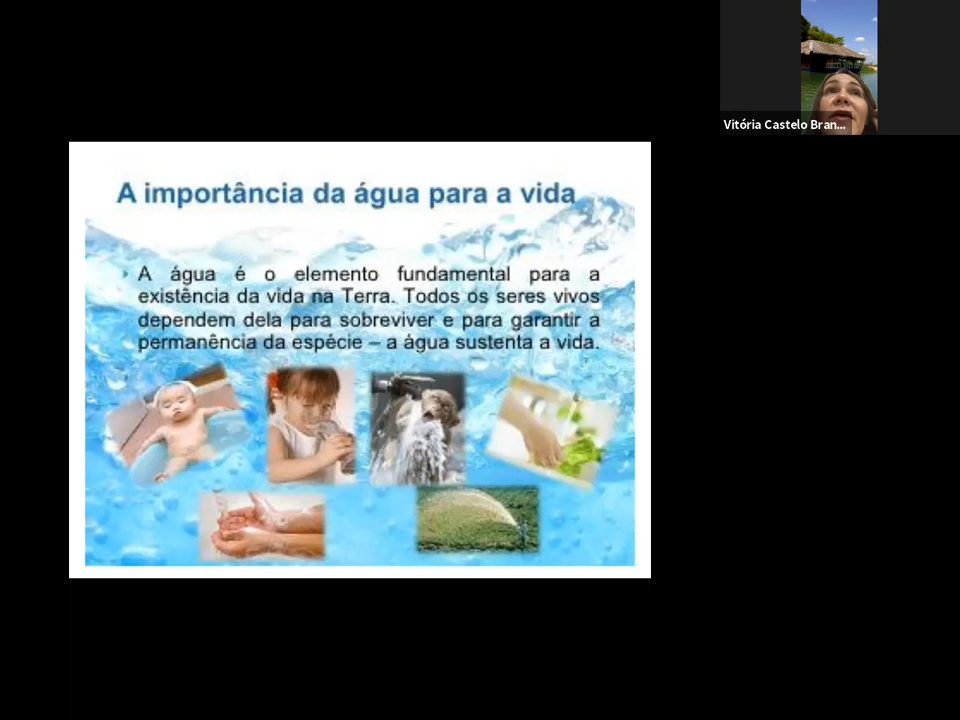 Vitória Castelo Bran...
A importância da água para a vida
A água é o elemento fundamental para a
existência da vida na Terra. Todos os seres vivos
dependem dela para sobreviver e para garantir a
permanência da espécie – a água sustenta a vida.